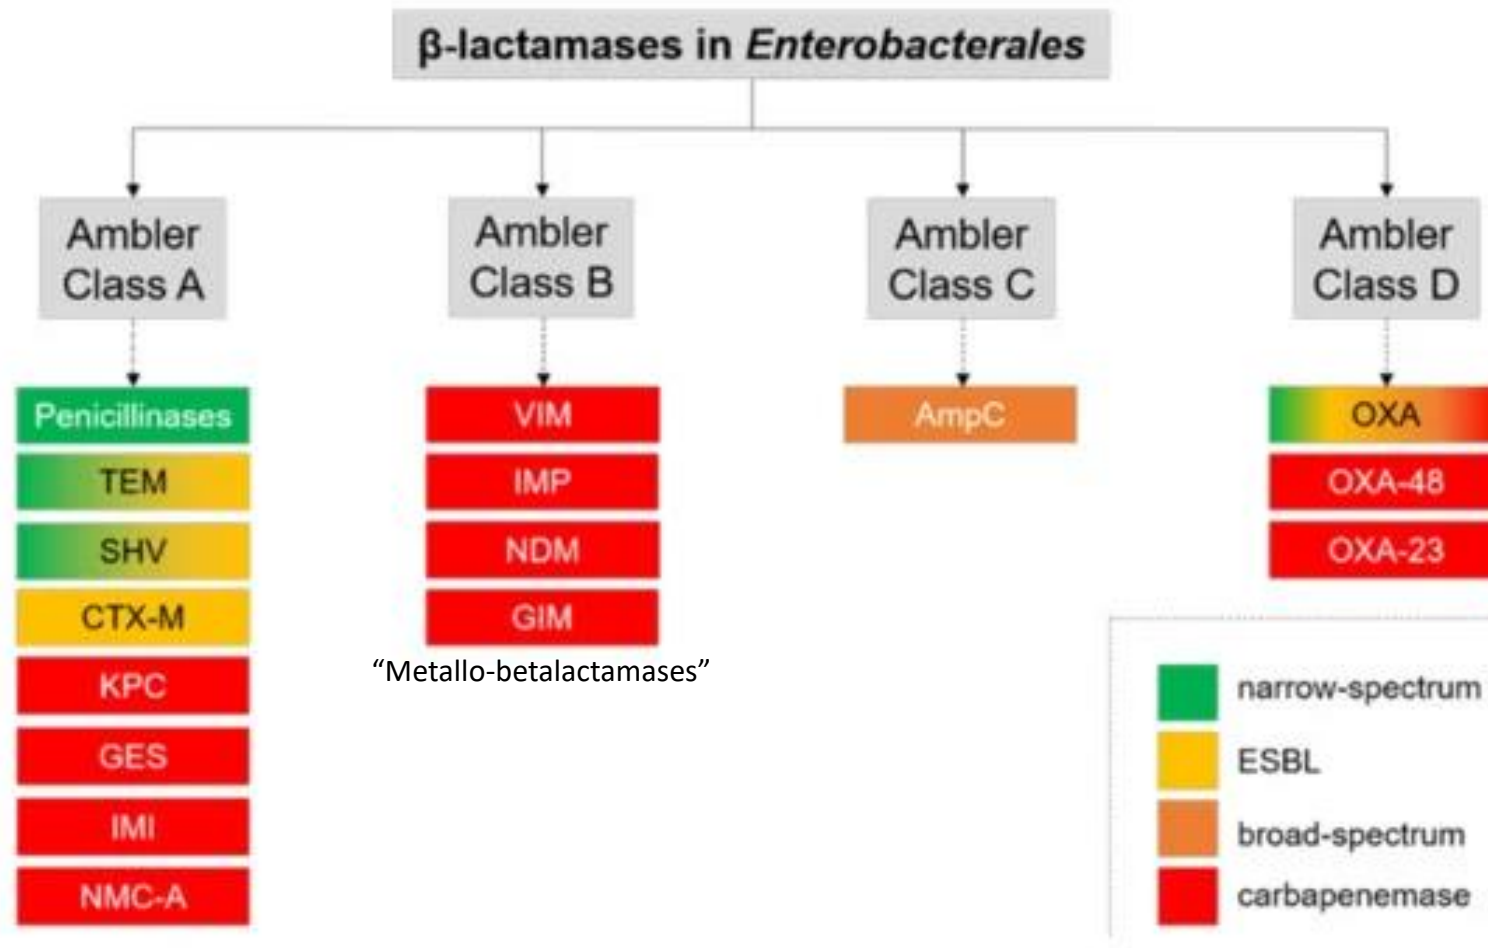 β-lactamases in Enterobacterales
Ambler
Class A
Ambler
Class B
Ambler
Class C
Ambler
Class D
Penicillinases
TEM
SHV
CTX-M
KPC
GES
IMI
NMC-A
VIM
IMP
NDM
GIM
“Metallo-betalactamases”
AmpC
OXA
OXA-48
OXA-23
narrow-spectrum
ESBL
broad-spectrum
carbapenemase